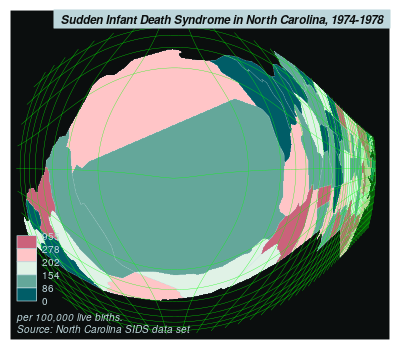 Sudden Infant Death Syndrome in North Carolina, 1974-1978
278
202
154
86
0
per 100,000 live births.
Source: North Carolina SIDS data set